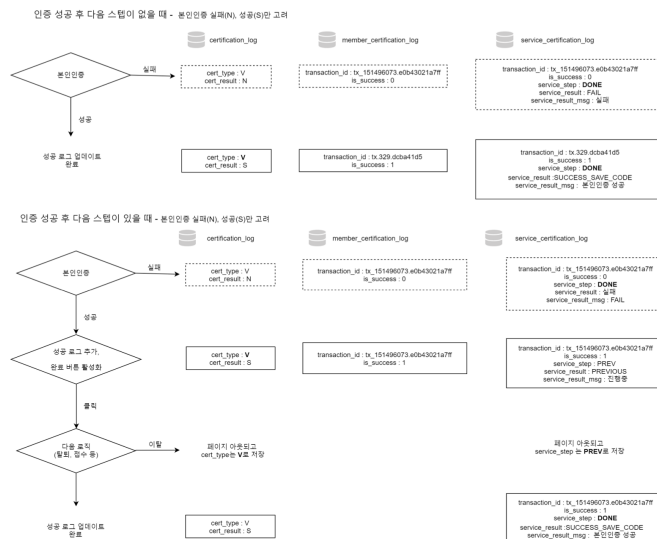 인증 성공 후 다음 스텝이 없을 때 - 본인인증 실패(N), 성공(S)만 고려
certification_log
member_certification_log
service_certification_log
본인인증
실패
cert_type : V
cert_result : N
transaction_id : tx_151496073.e0b43021a7ff
is_success : 0
transaction_id : tx_151496073.e0b43021a7ff
is_success : 0
service_step : DONE
service_result : FAIL
service_result_msg : 실패
성공
성공 로그 업데이트
완료
cert_type : V
cert_result : S
transaction_id : tx.329.dcba41d5
is_success : 1
transaction_id : tx.329.dcba41d5
is_success : 1
service_step : DONE
service_result :SUCCESS_SAVE_CODE
service_result_msg : 본인인증 성공
인증 성공 후 다음 스텝이 있을 때 - 본인인증 실패(N), 성공(S)만 고려
certification_log
member_certification_log
service_certification_log
본인인증
실패
cert_type : V
cert_result : N
transaction_id : tx_151496073.e0b43021a7ff
is_success : 0
transaction_id : tx_151496073.e0b43021a7ff
is_success : 0
service_step : DONE
service_result : 실패
service_result_msg : FAIL
성공
성공 로그 추가,
완료 버튼 활성화
cert_type : V
cert_result : S
transaction_id : tx_151496073.e0b43021a7ff
is_success : 1
transaction_id : tx_151496073.e0b43021a7ff
is_success : 1
service_step : PREV
service_result : PREVIOUS
service_result_msg : 진행중
클릭
다음 로직
(탈퇴, 접수 등)
이탈
페이지 아웃되고
cert_type는 V로 저장
페이지 아웃되고
service_step 는 PREV로 저장
성공 로그 업데이트
완료
cert_type : V
cert_result : S
transaction_id : tx_151496073.e0b43021a7ff
is_success : 1
service_step : DONE
service_result :SUCCESS_SAVE_CODE
service_result_msg : 본인인증 성공